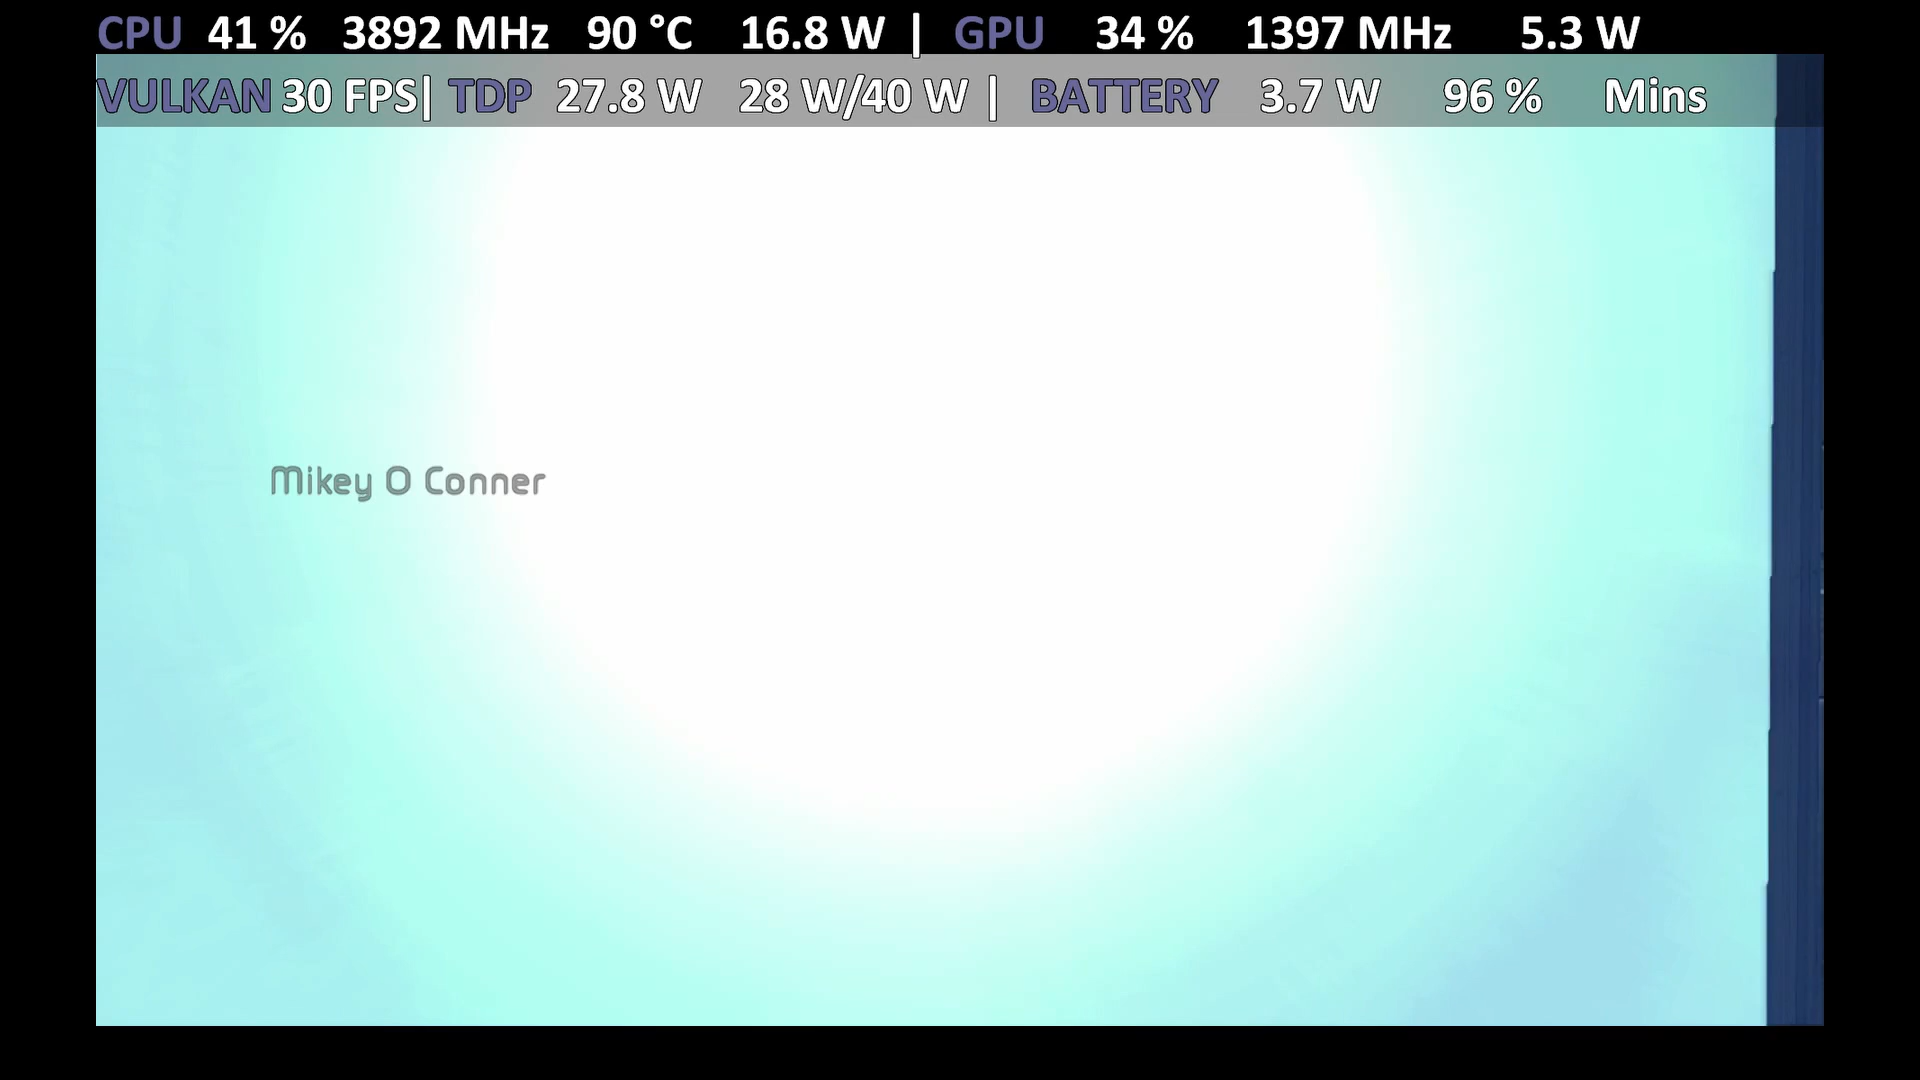 CPU 41 % 3892 MHz 90 °C 16.8 W | GPU 34 % 1397 MHz 5.3 W
VULKAN 30 FPS| TDP 27.8 W 28 W/40 W | BATTERY 3.7 W 96 % Mins
Mikey O Conner